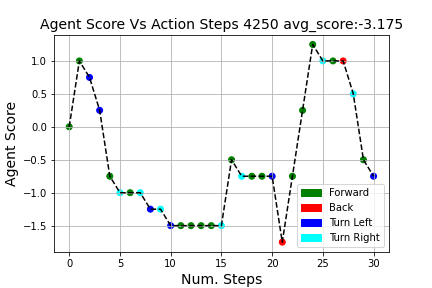 Agent Score Vs Action Steps 4250 avg_score:-3.175
Agent Score
1.0
0.5
0.0
−0.5
−1.0
−1.5
Forward
Back
Turn Left
Turn Right
0 5 10 15 20 25 30
Num. Steps